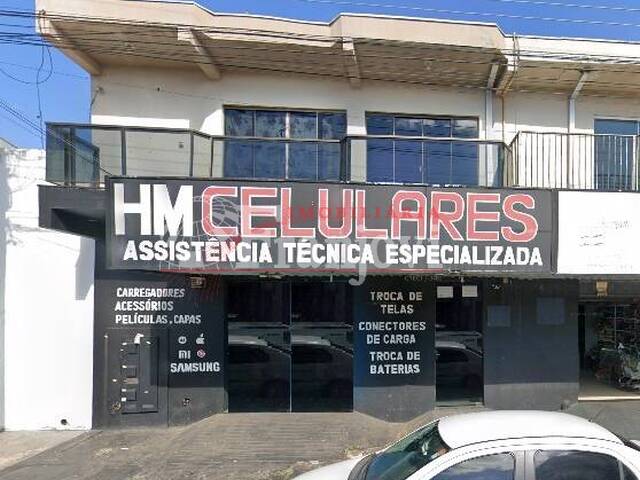 HM CELULARES
ASSISTÊNCIA TÉCNICA ESPECIALIZADA
IMOBILIARIA
CARREGADORES
ACESSÓRIOS
PELÍCULAS, CAPAS
MI
SAMSUNG
TROCA DE
TELAS
CONECTORES
DE CARGA
TROCA DE
BATERIAS